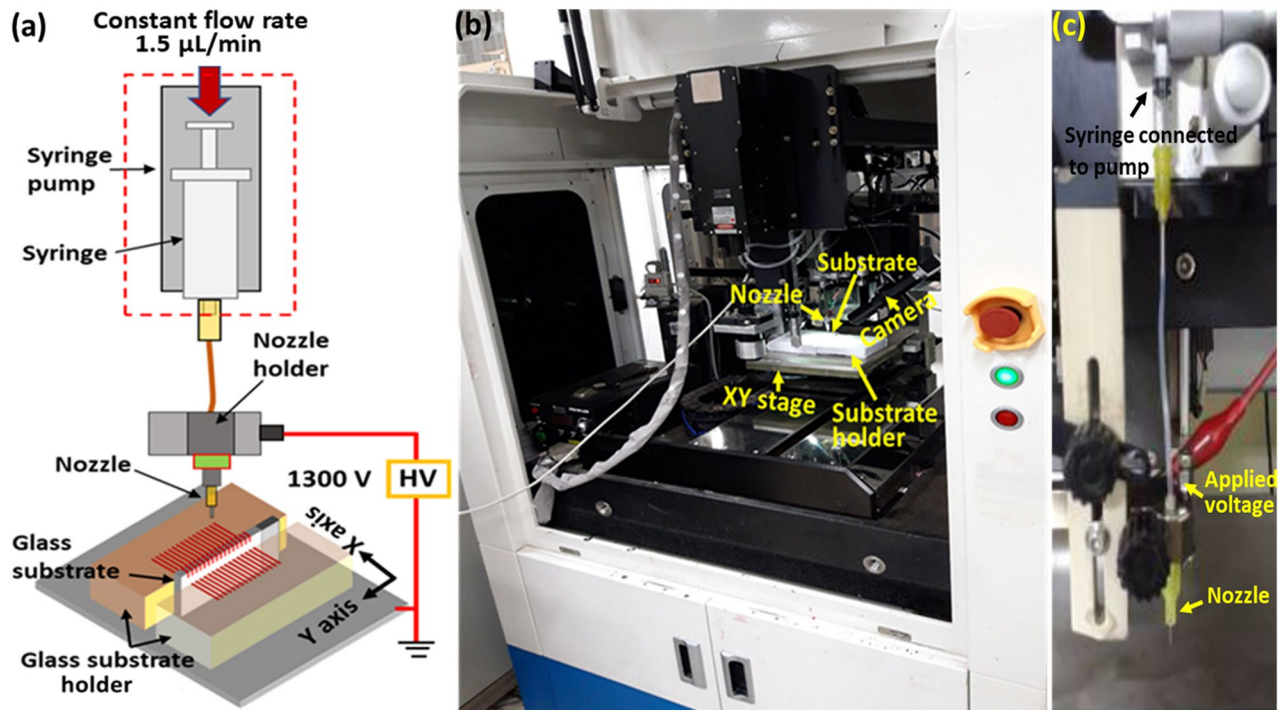 (a)
Constant flow rate
1.5 µL/min
Syringe
pump
Syringe
Nozzle
holder
Nozzle
1300 V
HV
Glass
substrate
X axis
Y axis
Glass substrate
holder
(b)
Substrate
Nozzle
Camera
XY stage
Substrate
holder
(c)
Syringe connected
to pump
Applied
voltage
Nozzle